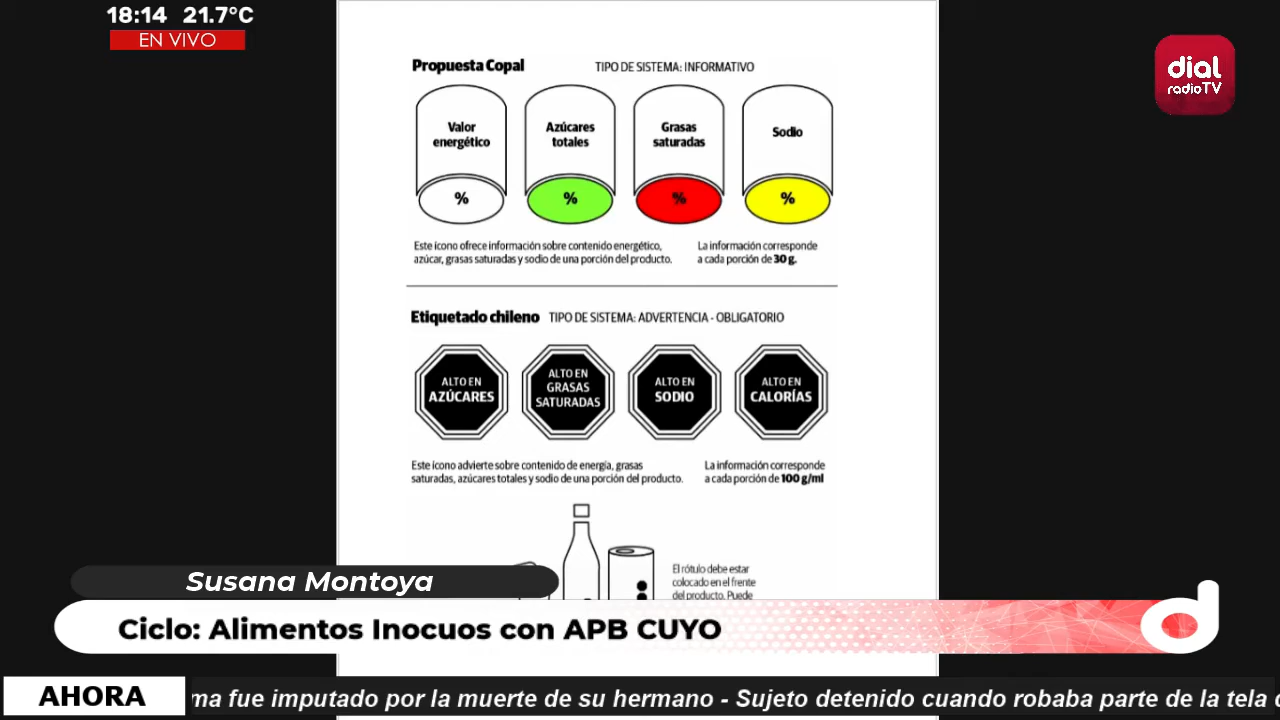 18:14 21.7°C
EN VIVO
dial
radioTV
Propuesta Copal
TIPO DE SISTEMA: INFORMATIVO
Valor
energético
Azúcares
totales
Grasas
saturadas
Sodio
% % % %
Este ícono ofrece información sobre contenido energético,
azúcar, grasas saturadas y sodio de una porción del producto.
La información corresponde
a cada porción de 30 g.
Etiquetado chileno TIPO DE SISTEMA: ADVERTENCIA - OBLIGATORIO
ALTO EN
AZÚCARES
ALTO EN
GRASAS
SATURADAS
ALTO EN
SODIO
ALTO EN
CALORÍAS
Este ícono advierte sobre contenido de energía, grasas
saturadas, azúcares totales y sodio de una porción del producto.
La información corresponde
a cada porción de 100 g/ml
El rótulo debe estar
colocado en el frente
del producto. Puede
Susana Montoya
Ciclo: Alimentos Inocuos con APB CUYO
d
AHORA
ma fue imputado por la muerte de su hermano - Sujeto detenido cuando robaba parte de la tela